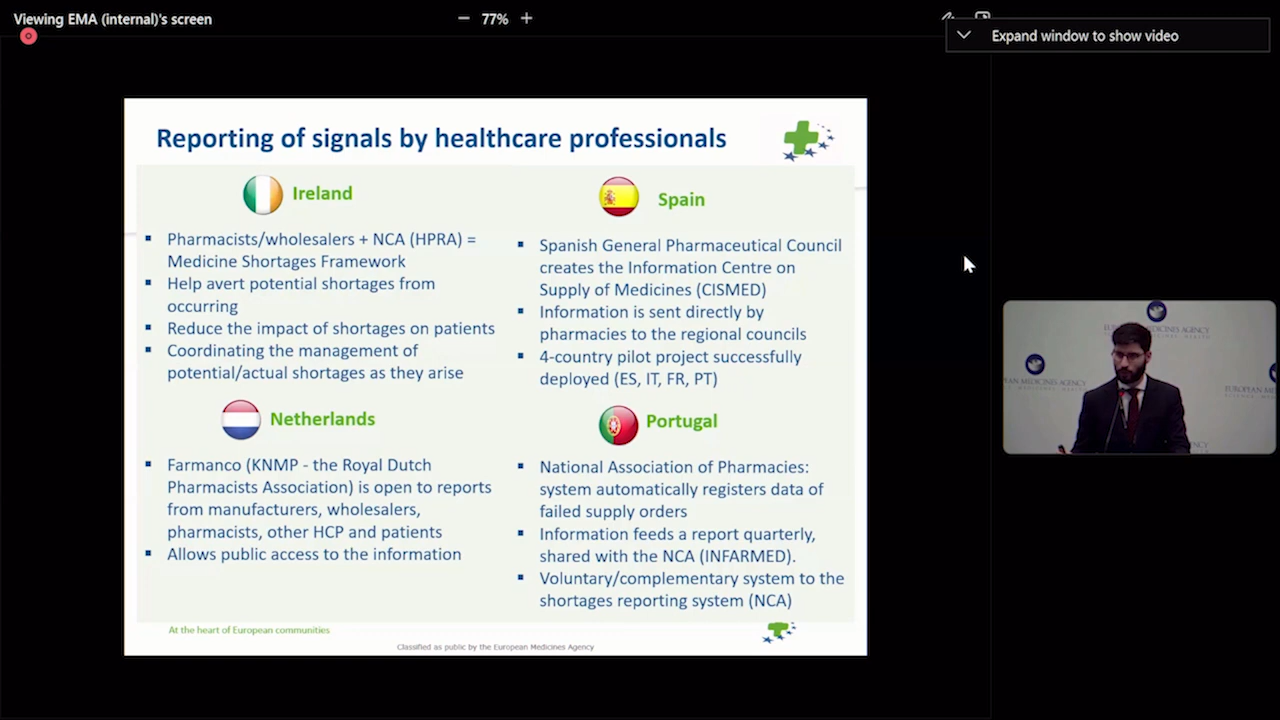 Viewing EMA (internal)'s screen
77%
Expand window to show video
Reporting of signals by healthcare professionals
Ireland
Pharmacists/wholesalers + NCA (HPRA) =
Medicine Shortages Framework
Help avert potential shortages from
occurring
Reduce the impact of shortages on patients
Coordinating the management of
potential/actual shortages as they arise
Spain
Spanish General Pharmaceutical Council
creates the Information Centre on
Supply of Medicines (CISMED)
Information is sent directly by
pharmacies to the regional councils
4-country pilot project successfully
deployed (ES, IT, FR, PT)
Netherlands
Farmanco (KNMP - the Royal Dutch
Pharmacists Association) is open to reports
from manufacturers, wholesalers,
pharmacists, other HCP and patients
Allows public access to the information
Portugal
National Association of Pharmacies:
system automatically registers data of
failed supply orders
Information feeds a report quarterly,
shared with the NCA (INFARMED).
Voluntary/complementary system to the
shortages reporting system (NCA)
At the heart of European communities
Classified as public by the European Medicines Agency